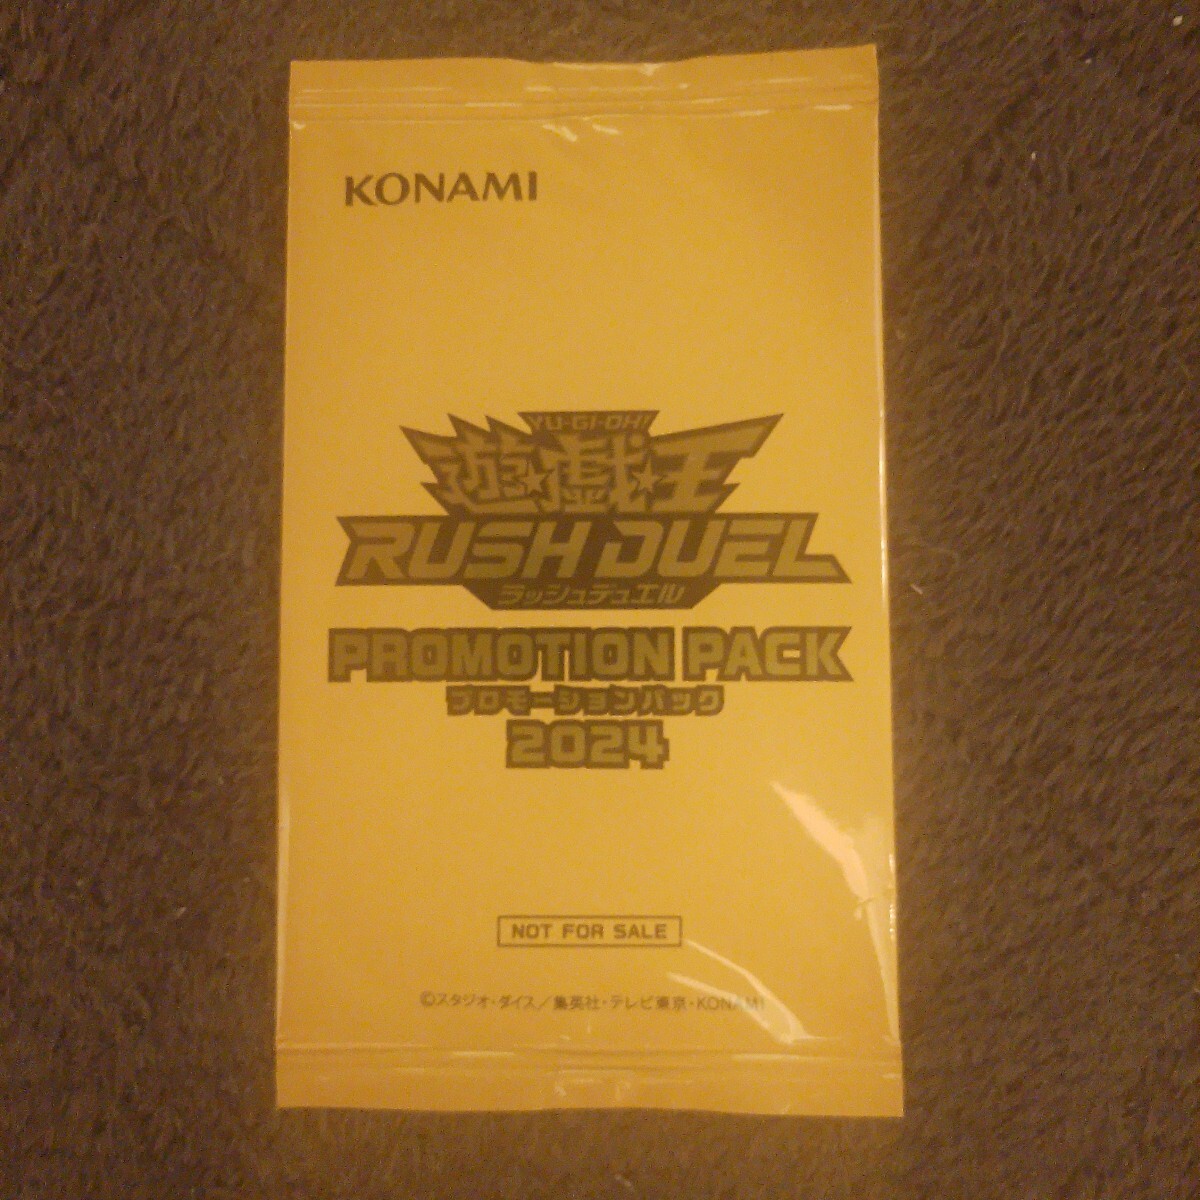 KONAMI
YU-GI-OH!
遊☆戯☆王
RUSH DUEL
ラッシュデュエル
PROMOTION PACK
プロモーションパック
2024
NOT FOR SALE
©スタジオ・ダイス／集英社・テレビ東京・KONAMI